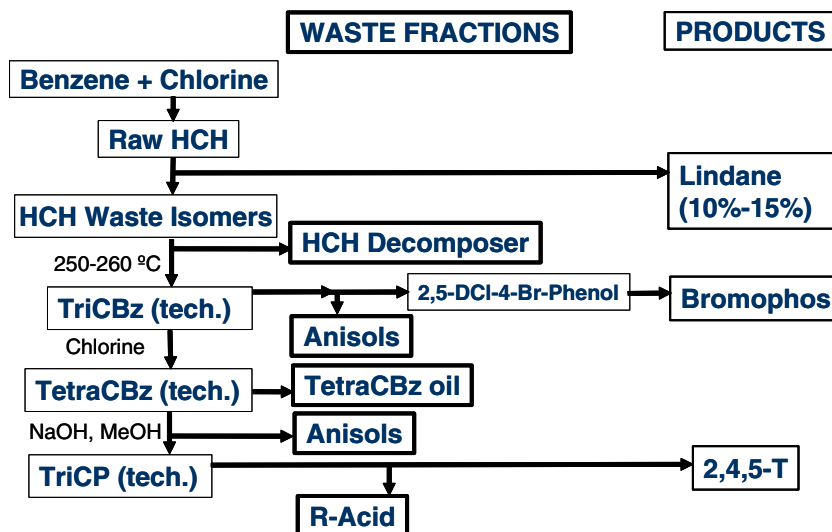 WASTE FRACTIONS
PRODUCTS
Benzene + Chlorine
Raw HCH
Lindane
(10%-15%)
HCH Waste Isomers
HCH Decomposer
250-260 ºC
TriCBz (tech.)
2,5-DCl-4-Br-Phenol
Bromophos
Anisols
Chlorine
TetraCBz (tech.)
TetraCBz oil
NaOH, MeOH
Anisols
TriCP (tech.)
2,4,5-T
R-Acid